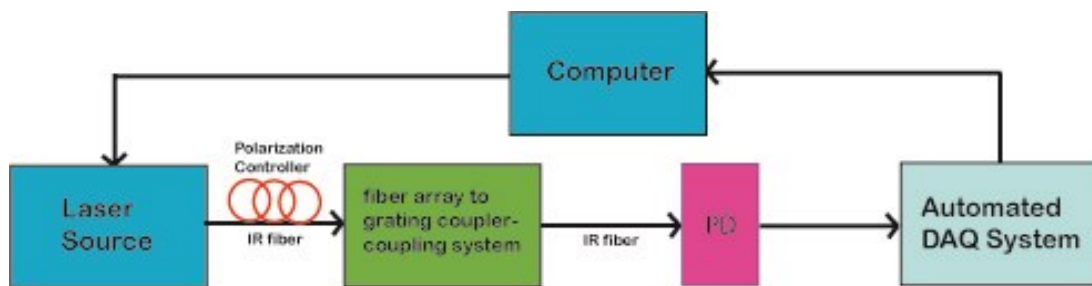 Computer
Polarization
Controller
Laser
Source
IR fiber
fiber array to
grating coupler-
coupling system
IR fiber
PD
Automated
DAQ System